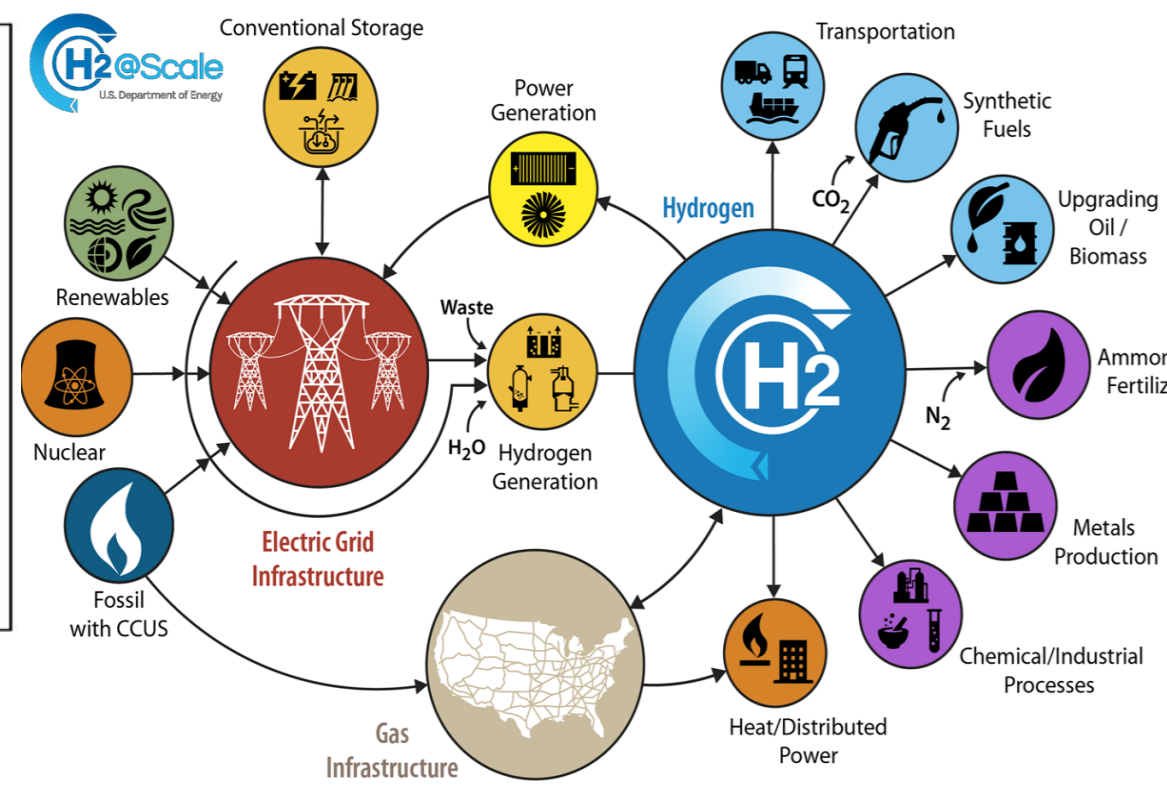 H2@Scale
U.S. Department of Energy
Conventional Storage
Power
Generation
Transportation
Synthetic
Fuels
CO₂
Hydrogen
Upgrading
Oil /
Biomass
Renewables
Waste
H2
Ammon
Fertiliz
N₂
Nuclear
H₂O
Hydrogen
Generation
Electric Grid
Infrastructure
Metals
Production
Fossil
with CCUS
Chemical/Industrial
Processes
Gas
Infrastructure
Heat/Distributed
Power